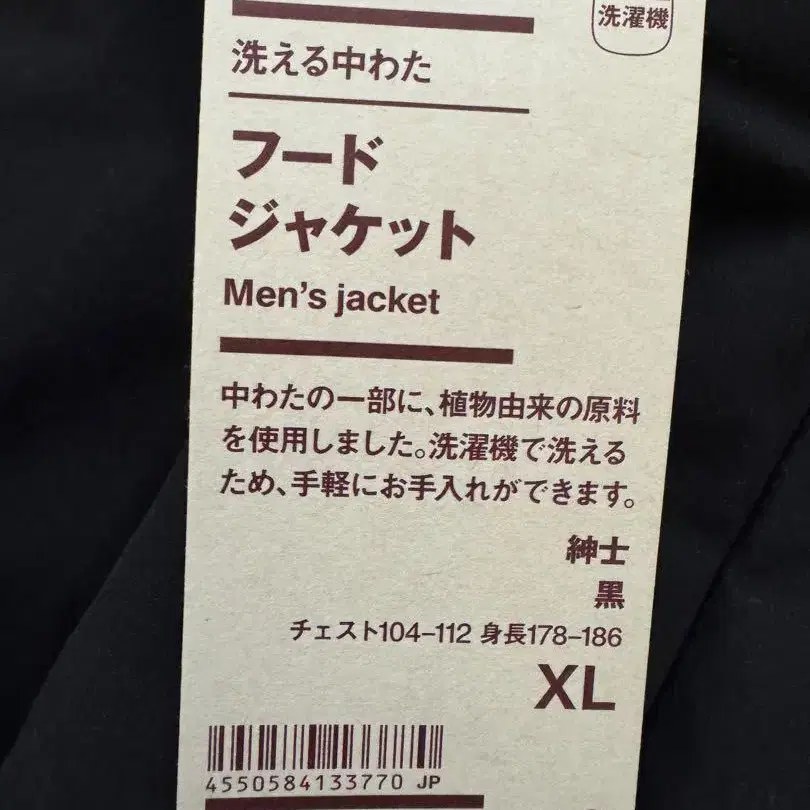 洗濯機
洗える中わた
フード
ジャケット
Men's jacket
中わたの一部に、植物由来の原料
を使用しました。洗濯機で洗える
ため、手軽にお手入れができます。
紳士
黒
チェスト104–112 身長178–186
XL
4550584133770 JP